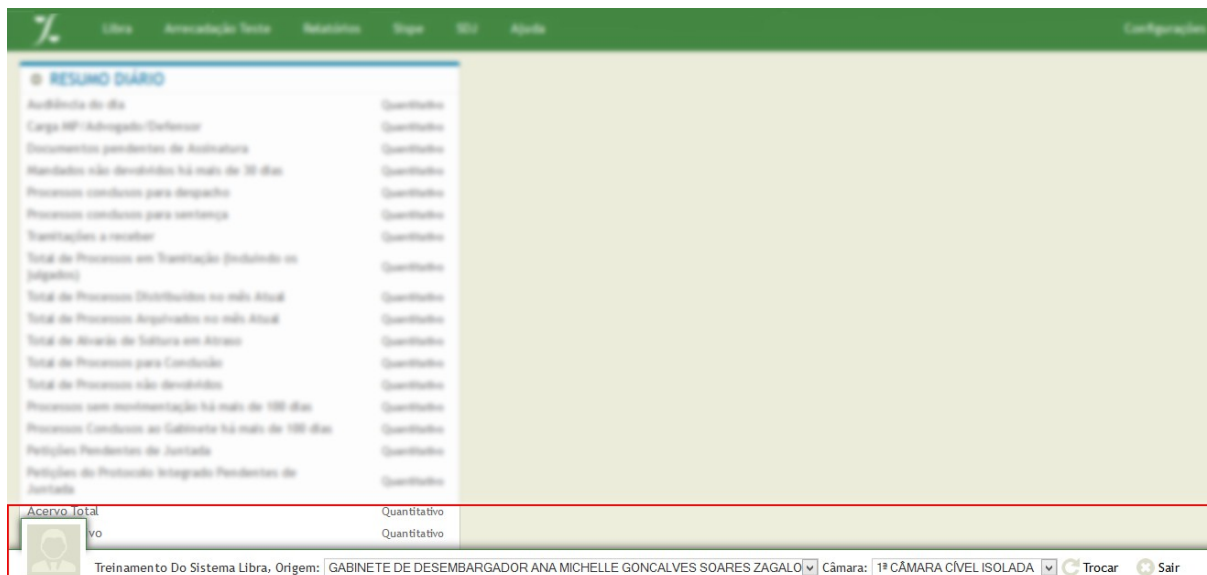 Libra Arrecadação Teste Relatórios Sispe SDJ Ajuda Configurações
RESUMO DIÁRIO
Audiência do dia Quantitativo
Carga MP/Advogado/Defensor Quantitativo
Documentos pendentes de Assinatura Quantitativo
Mandados não devolvidos há mais de 30 dias Quantitativo
Processos conclusos para despacho Quantitativo
Processos conclusos para sentença Quantitativo
Tramitações a receber Quantitativo
Total de Processos em Tramitação (Incluindo os
Julgados) Quantitativo
Total de Processos Distribuídos no mês Atual Quantitativo
Total de Processos Arquivados no mês Atual Quantitativo
Total de Alvarás de Soltura em Atraso Quantitativo
Total de Processos para Conclusão Quantitativo
Total de Processos não devolvidos Quantitativo
Processos sem movimentação há mais de 100 dias Quantitativo
Processos Conclusos ao Gabinete há mais de 100 dias Quantitativo
Petições Pendentes de Juntada Quantitativo
Petições do Protocolo Integrado Pendentes de
Juntada Quantitativo
Acervo Total Quantitativo
vo Quantitativo
Treinamento Do Sistema Libra, Origem: GABINETE DE DESEMBARGADOR ANA MICHELLE GONCALVES SOARES ZAGALO Câmara: 1ª CÂMARA CÍVEL ISOLADA Trocar Sair